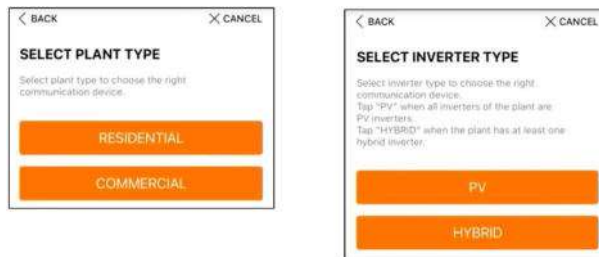 < BACK
X CANCEL
SELECT PLANT TYPE
Select plant type to choose the right
communication device.
RESIDENTIAL
COMMERCIAL
< BACK
X CANCEL
SELECT INVERTER TYPE
Select inverter type to choose the right
communication device.
Tap "PV" when all inverters of the plant are
PV inverters.
Tap "HYBRID" when the plant has at least one
hybrid inverter.
PV
HYBRID